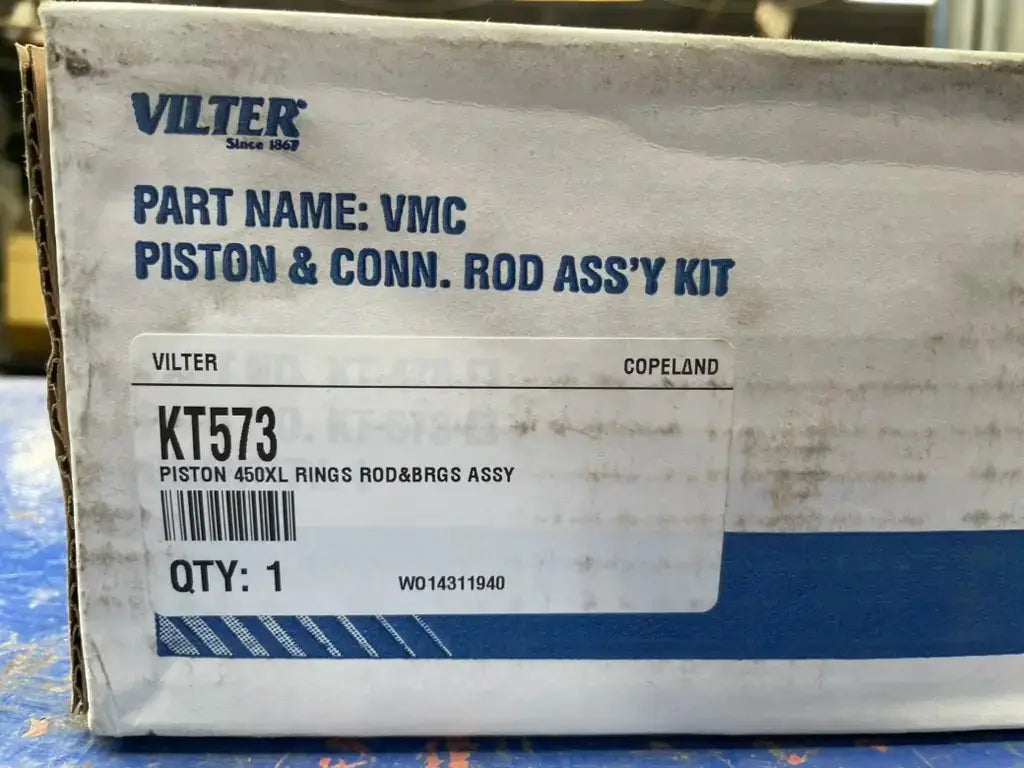 VILTER
Since 1867
PART NAME: VMC
PISTON & CONN. ROD ASS'Y KIT
VILTER COPELAND
KT573
PISTON 450XL RINGS ROD&BRGS ASSY
QTY: 1 WO14311940